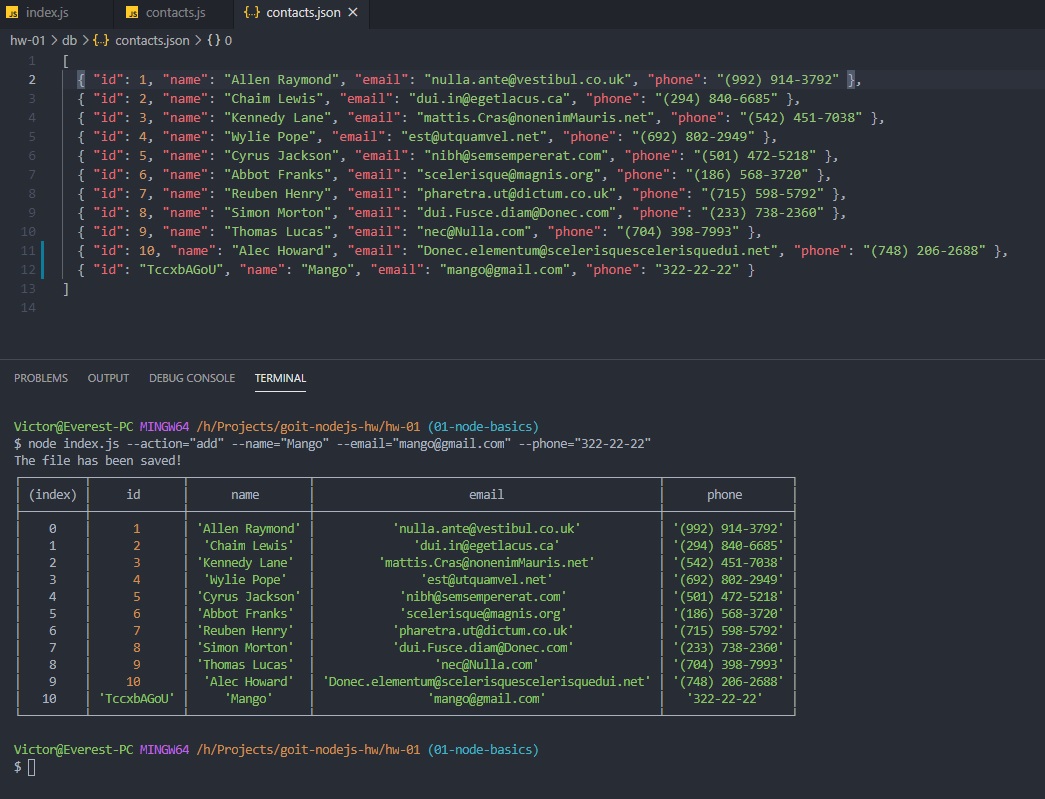 index.js contacts.js contacts.json
hw-01 > db > {..} contacts.json > { } 0
1 [
2 { "id": 1, "name": "Allen Raymond", "email": "nulla.ante@vestibul.co.uk", "phone": "(992) 914-3792" },
3 { "id": 2, "name": "Chaim Lewis", "email": "dui.in@egetlacus.ca", "phone": "(294) 840-6685" },
4 { "id": 3, "name": "Kennedy Lane", "email": "mattis.Cras@nonenimMauris.net", "phone": "(542) 451-7038" },
5 { "id": 4, "name": "Wylie Pope", "email": "est@utquamvel.net", "phone": "(692) 802-2949" },
6 { "id": 5, "name": "Cyrus Jackson", "email": "nibh@semsempererat.com", "phone": "(501) 472-5218" },
7 { "id": 6, "name": "Abbot Franks", "email": "scelerisque@magnis.org", "phone": "(186) 568-3720" },
8 { "id": 7, "name": "Reuben Henry", "email": "pharetra.ut@dictum.co.uk", "phone": "(715) 598-5792" },
9 { "id": 8, "name": "Simon Morton", "email": "dui.Fusce.diam@Donec.com", "phone": "(233) 738-2360" },
10 { "id": 9, "name": "Thomas Lucas", "email": "nec@Nulla.com", "phone": "(704) 398-7993" },
11 { "id": 10, "name": "Alec Howard", "email": "Donec.elementum@scelerisquescelerisquedui.net", "phone": "(748) 206-2688" },
12 { "id": "TccxbAGoU", "name": "Mango", "email": "mango@gmail.com", "phone": "322-22-22" }
13 ]
14
PROBLEMS OUTPUT DEBUG CONSOLE TERMINAL
Victor@Everest-PC MINGW64 /h/Projects/goit-nodejs-hw/hw-01 (01-node-basics)
$ node index.js --action="add" --name="Mango" --email="mango@gmail.com" --phone="322-22-22"
The file has been saved!
(index) id name email phone
0 1 'Allen Raymond' 'nulla.ante@vestibul.co.uk' '(992) 914-3792'
1 2 'Chaim Lewis' 'dui.in@egetlacus.ca' '(294) 840-6685'
2 3 'Kennedy Lane' 'mattis.Cras@nonenimMauris.net' '(542) 451-7038'
3 4 'Wylie Pope' 'est@utquamvel.net' '(692) 802-2949'
4 5 'Cyrus Jackson' 'nibh@semsempererat.com' '(501) 472-5218'
5 6 'Abbot Franks' 'scelerisque@magnis.org' '(186) 568-3720'
6 7 'Reuben Henry' 'pharetra.ut@dictum.co.uk' '(715) 598-5792'
7 8 'Simon Morton' 'dui.Fusce.diam@Donec.com' '(233) 738-2360'
8 9 'Thomas Lucas' 'nec@Nulla.com' '(704) 398-7993'
9 10 'Alec Howard' 'Donec.elementum@scelerisquescelerisquedui.net' '(748) 206-2688'
10 'TccxbAGoU' 'Mango' 'mango@gmail.com' '322-22-22'
Victor@Everest-PC MINGW64 /h/Projects/goit-nodejs-hw/hw-01 (01-node-basics)
$